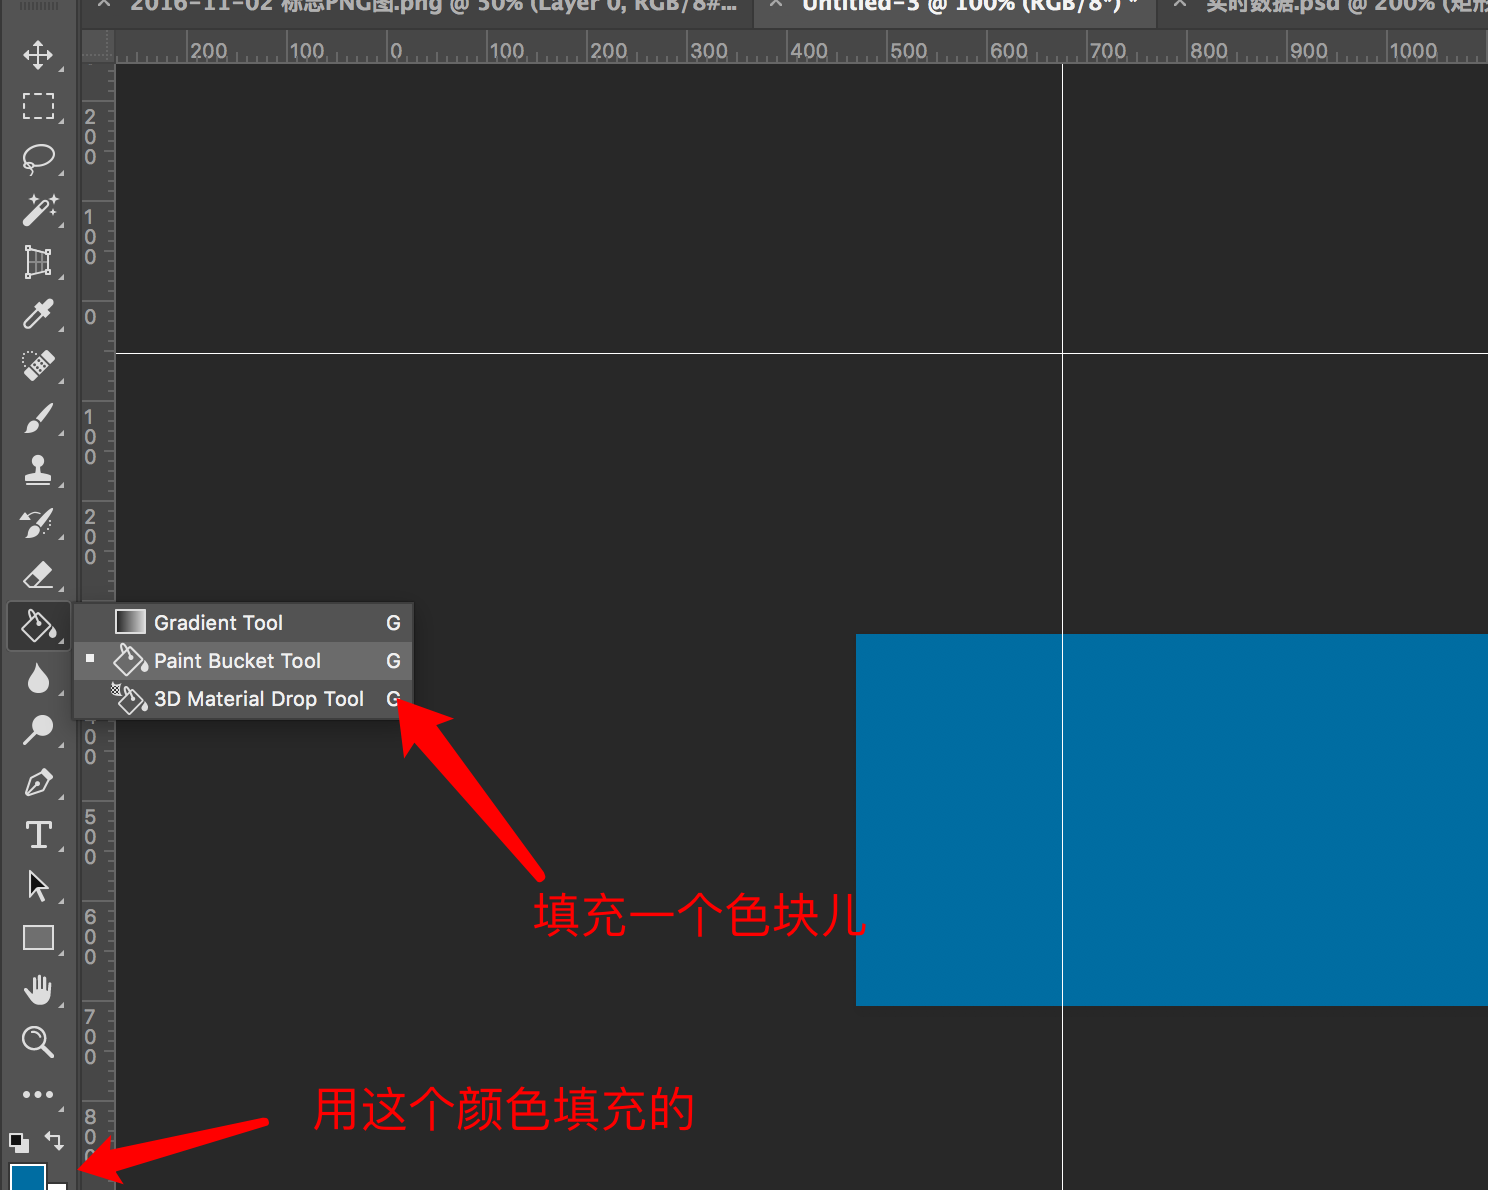 2016-11-02 标志PNG图.png @ 50% (Layer 0, RGB/8#...
Untitled-3 @ 100% (RGB/8*) *
实时数据.psd @ 200% (矩形
200 100 0 100 200 300 400 500 600 700 800 900 1000
200
100
0
100
200
Gradient Tool G
Paint Bucket Tool G
3D Material Drop Tool G
500
填充一个色块儿
600
700
用这个颜色填充的